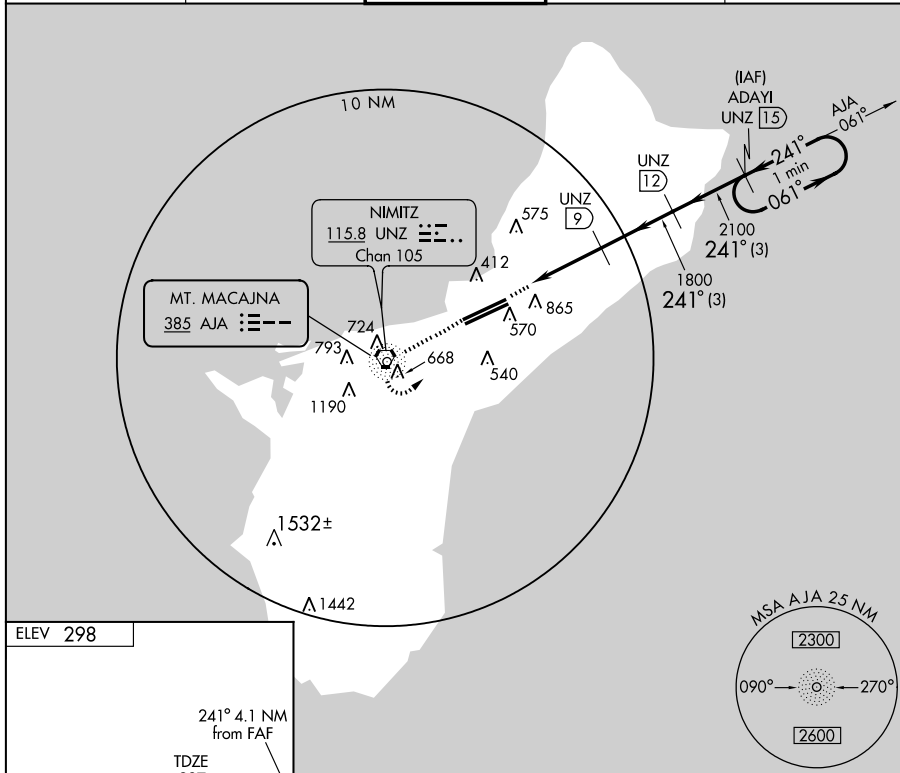 10 NM
(IAF)
ADAYI
UNZ 15
AJA
061°
241°
1 min
061°
UNZ
12
UNZ
9
2100
241° (3)
1800
241° (3)
NIMITZ
115.8 UNZ
Chan 105
575
412
MT. MACAJNA
385 AJA
724
793
668
865
570
540
1190
1532±
1442
ELEV 298
241° 4.1 NM
from FAF
TDZE
MSA AJA 25 NM
2300
090°
270°
2600